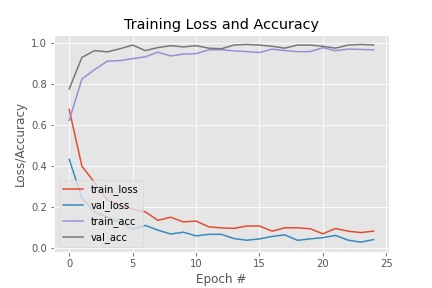 Training Loss and Accuracy
Loss/Accuracy
1.0
0.8
0.6
0.4
0.2
0.0
train_loss
val_loss
train_acc
val_acc
0 5 10 15 20 25
Epoch #